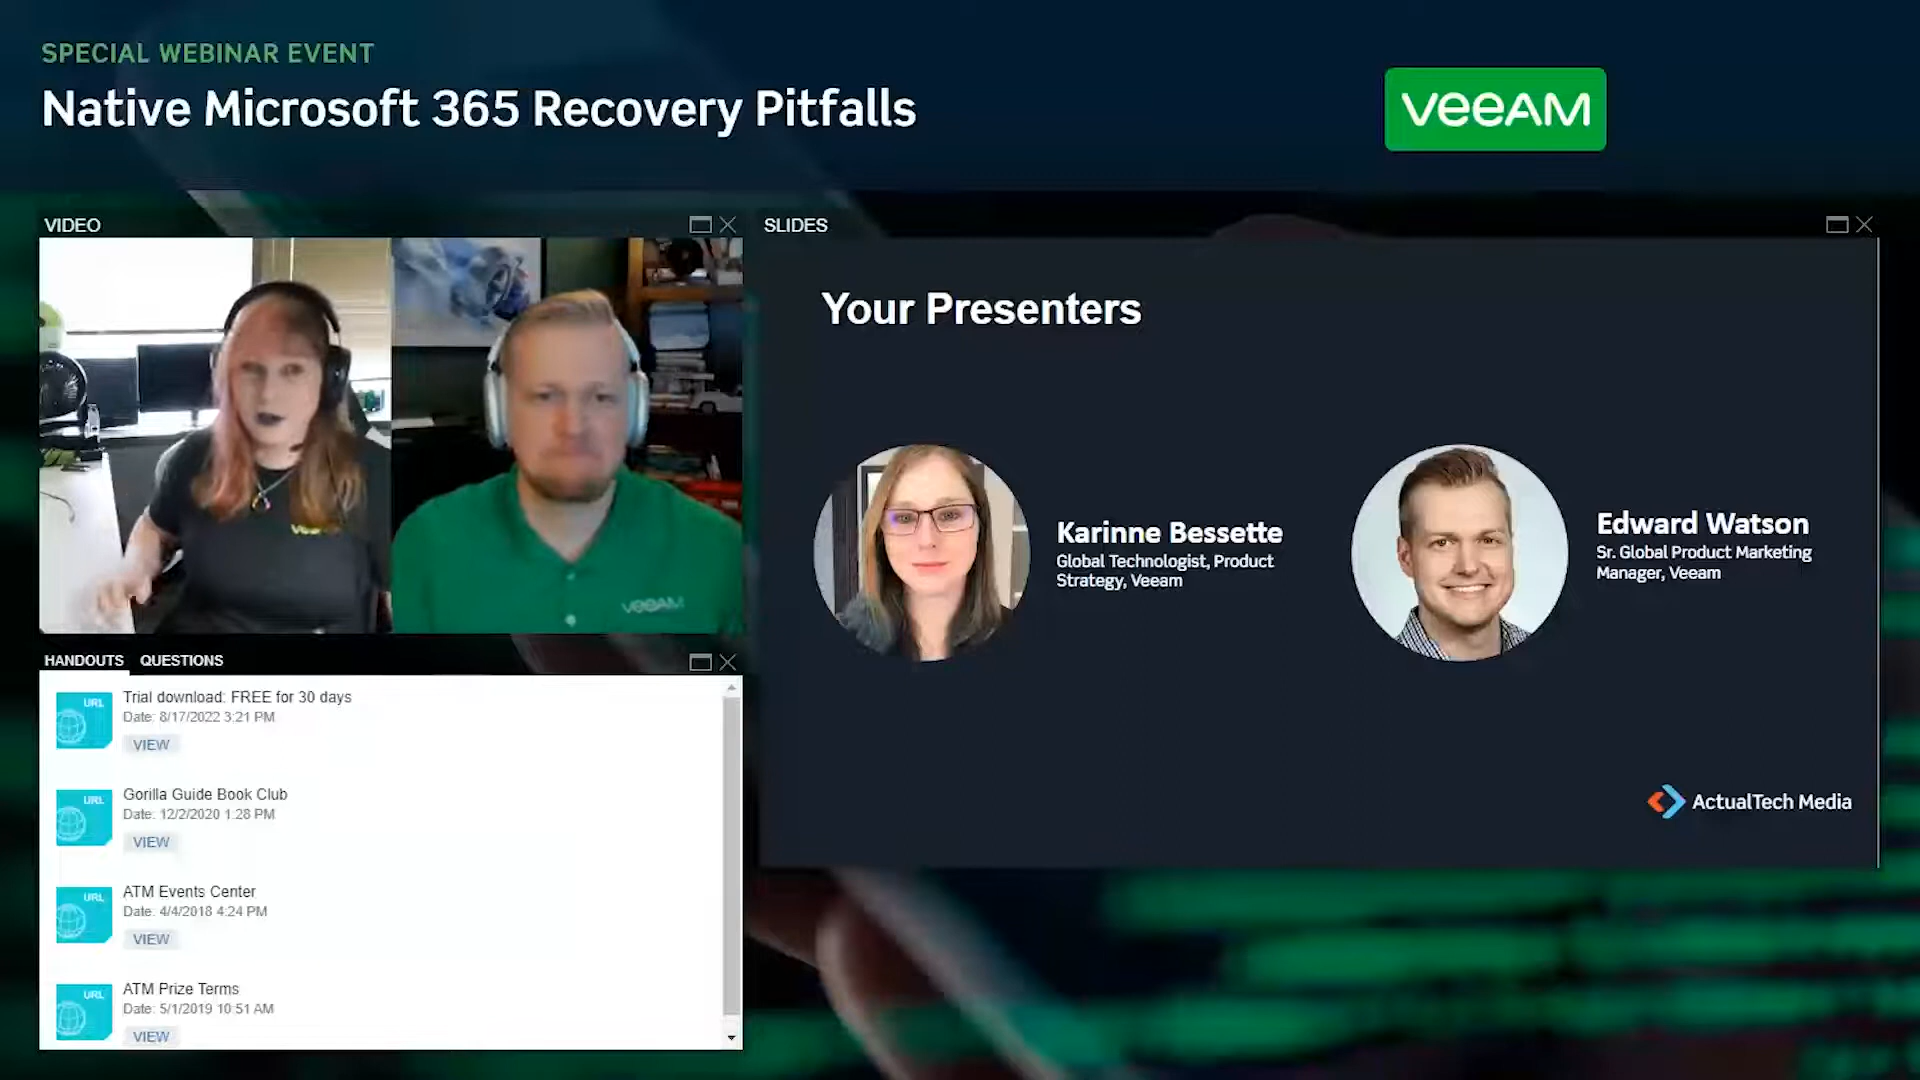 SPECIAL WEBINAR EVENT
Native Microsoft 365 Recovery Pitfalls
VEEAM
VIDEO
SLIDES
VEEAM
Your Presenters
Karinne Bessette
Global Technologist, Product
Strategy, Veeam
Edward Watson
Sr. Global Product Marketing
Manager, Veeam
ActualTech Media
HANDOUTS QUESTIONS
URL
Trial download: FREE for 30 days
Date: 8/17/2022 3:21 PM
VIEW
URL
Gorilla Guide Book Club
Date: 12/2/2020 1:28 PM
VIEW
URL
ATM Events Center
Date: 4/4/2018 4:24 PM
VIEW
URL
ATM Prize Terms
Date: 5/1/2019 10:51 AM
VIEW